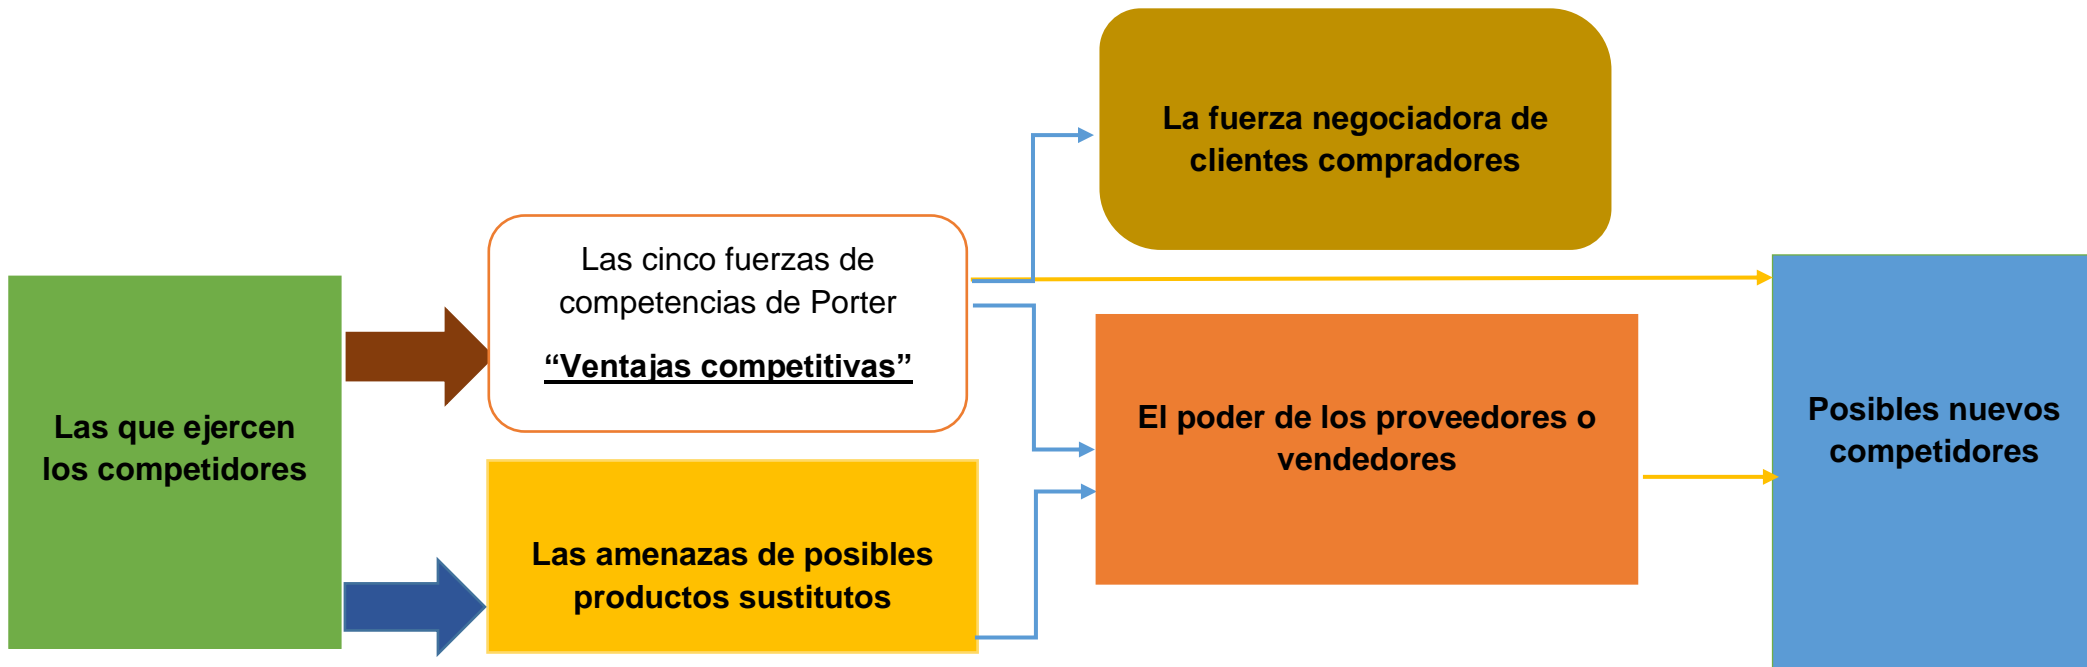 La fuerza negociadora de
clientes compradores
Las cinco fuerzas de
competencias de Porter
“Ventajas competitivas”
Las que ejercen
los competidores
El poder de los proveedores o
vendedores
Posibles nuevos
competidores
Las amenazas de posibles
productos sustitutos